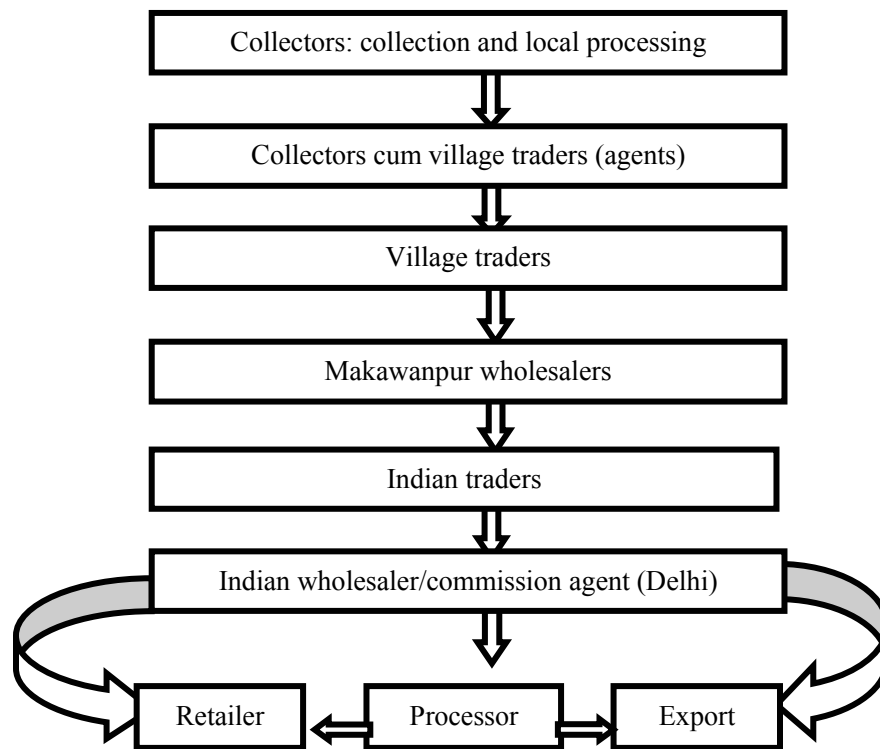 Collectors: collection and local processing
Collectors cum village traders (agents)
Village traders
Makawanpur wholesalers
Indian traders
Indian wholesaler/commission agent (Delhi)
Retailer
Processor
Export